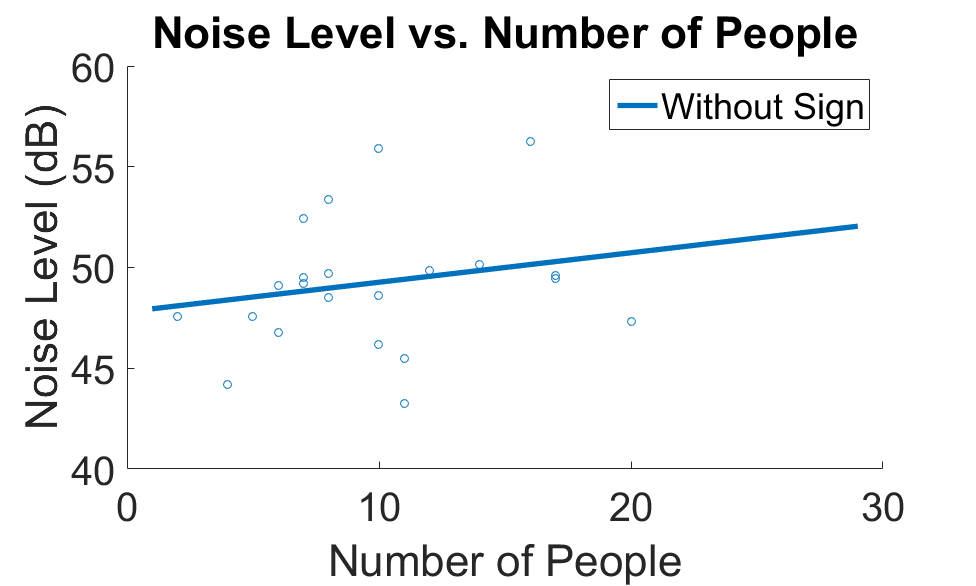 Noise Level vs. Number of People
Without Sign
Noise Level (dB)
60
55
50
45
40
0 10 20 30
Number of People